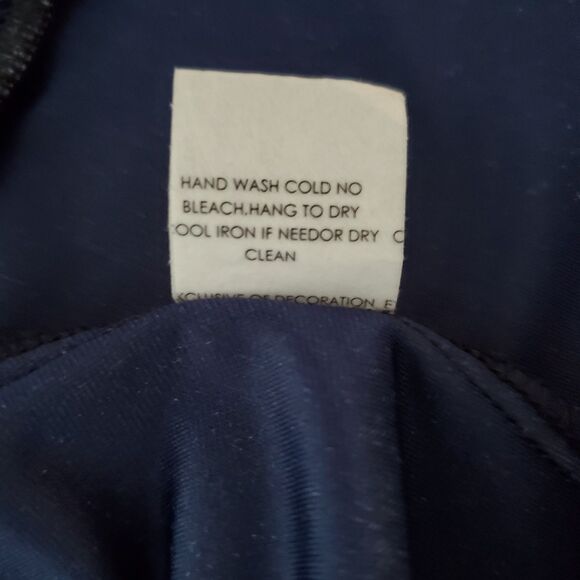 HAND WASH COLD NO
BLEACH.HANG TO DRY
OOL IRON IF NEEDOR DRY C
CLEAN
XCLUSIVE OF DECORATION E